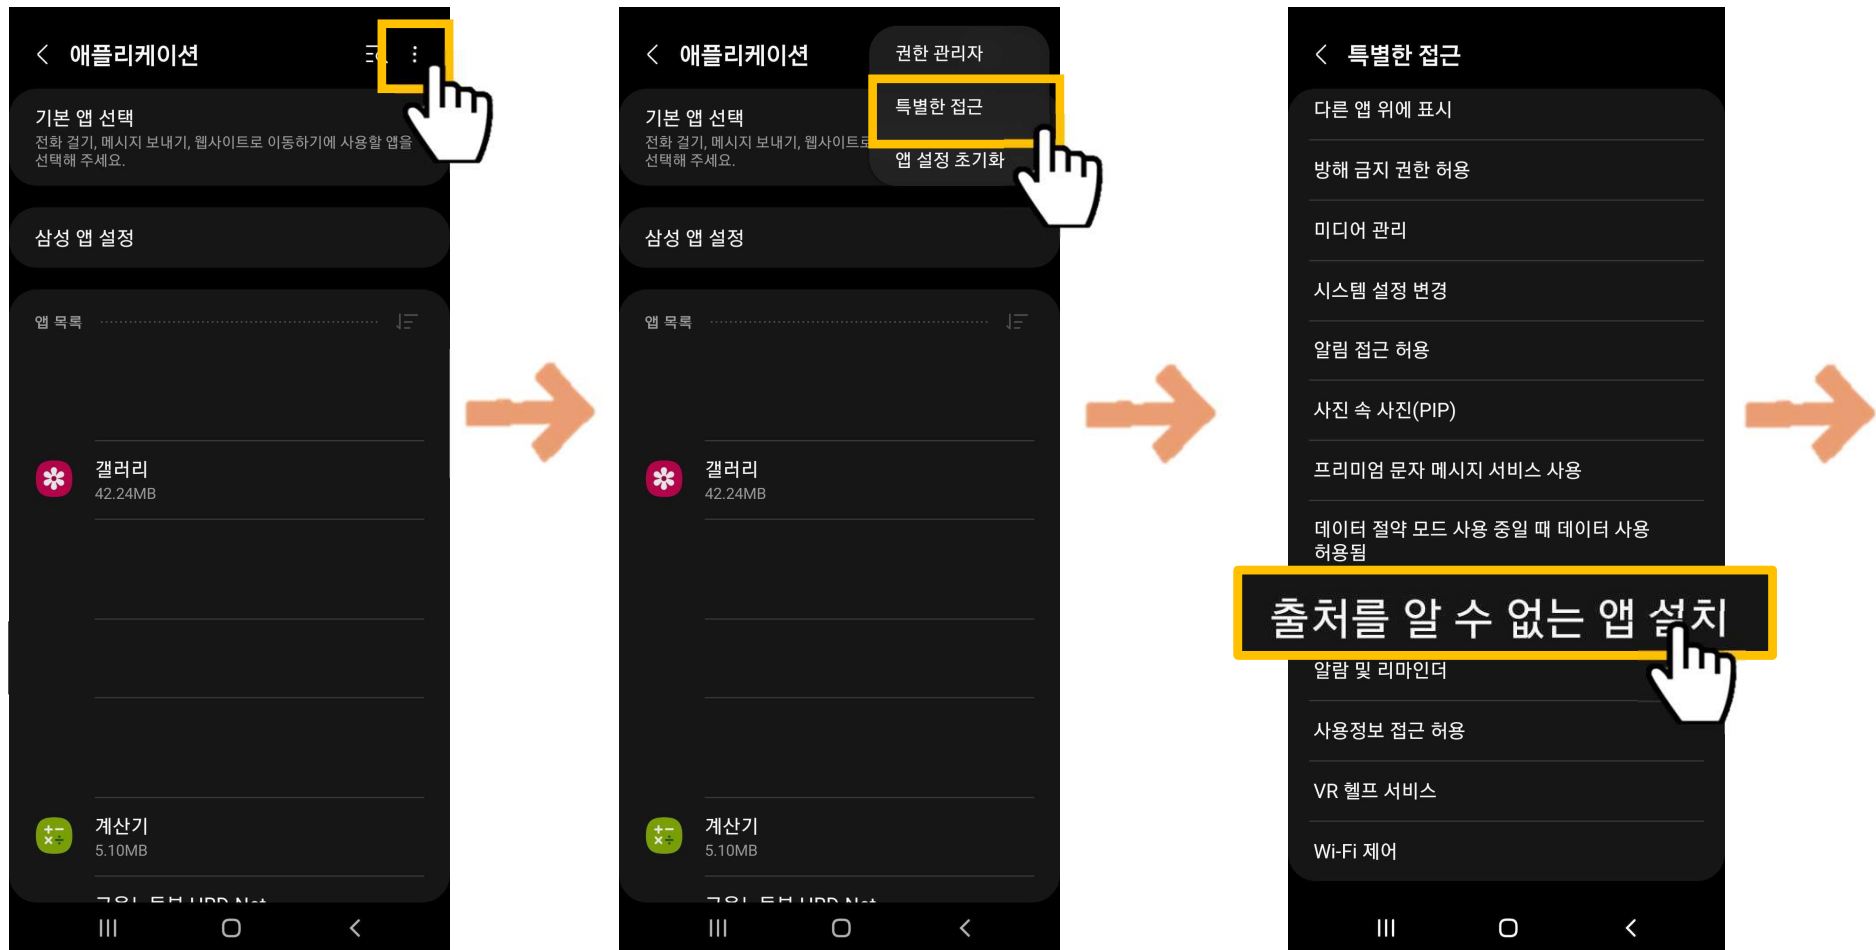 애플리케이션
기본 앱 선택
전화 걸기, 메시지 보내기, 웹사이트로 이동하기에 사용할 앱을
선택해 주세요.
삼성 앱 설정
앱 목록
갤러리
42.24MB
계산기
5.10MB
애플리케이션
권한 관리자
특별한 접근
앱 설정 초기화
기본 앱 선택
전화 걸기, 메시지 보내기, 웹사이트로
선택해 주세요.
삼성 앱 설정
앱 목록
갤러리
42.24MB
계산기
5.10MB
특별한 접근
다른 앱 위에 표시
방해 금지 권한 허용
미디어 관리
시스템 설정 변경
알림 접근 허용
사진 속 사진(PIP)
프리미엄 문자 메시지 서비스 사용
데이터 절약 모드 사용 중일 때 데이터 사용
허용됨
출처를 알 수 없는 앱 설치
알람 및 리마인더
사용정보 접근 허용
VR 헬프 서비스
Wi-Fi 제어